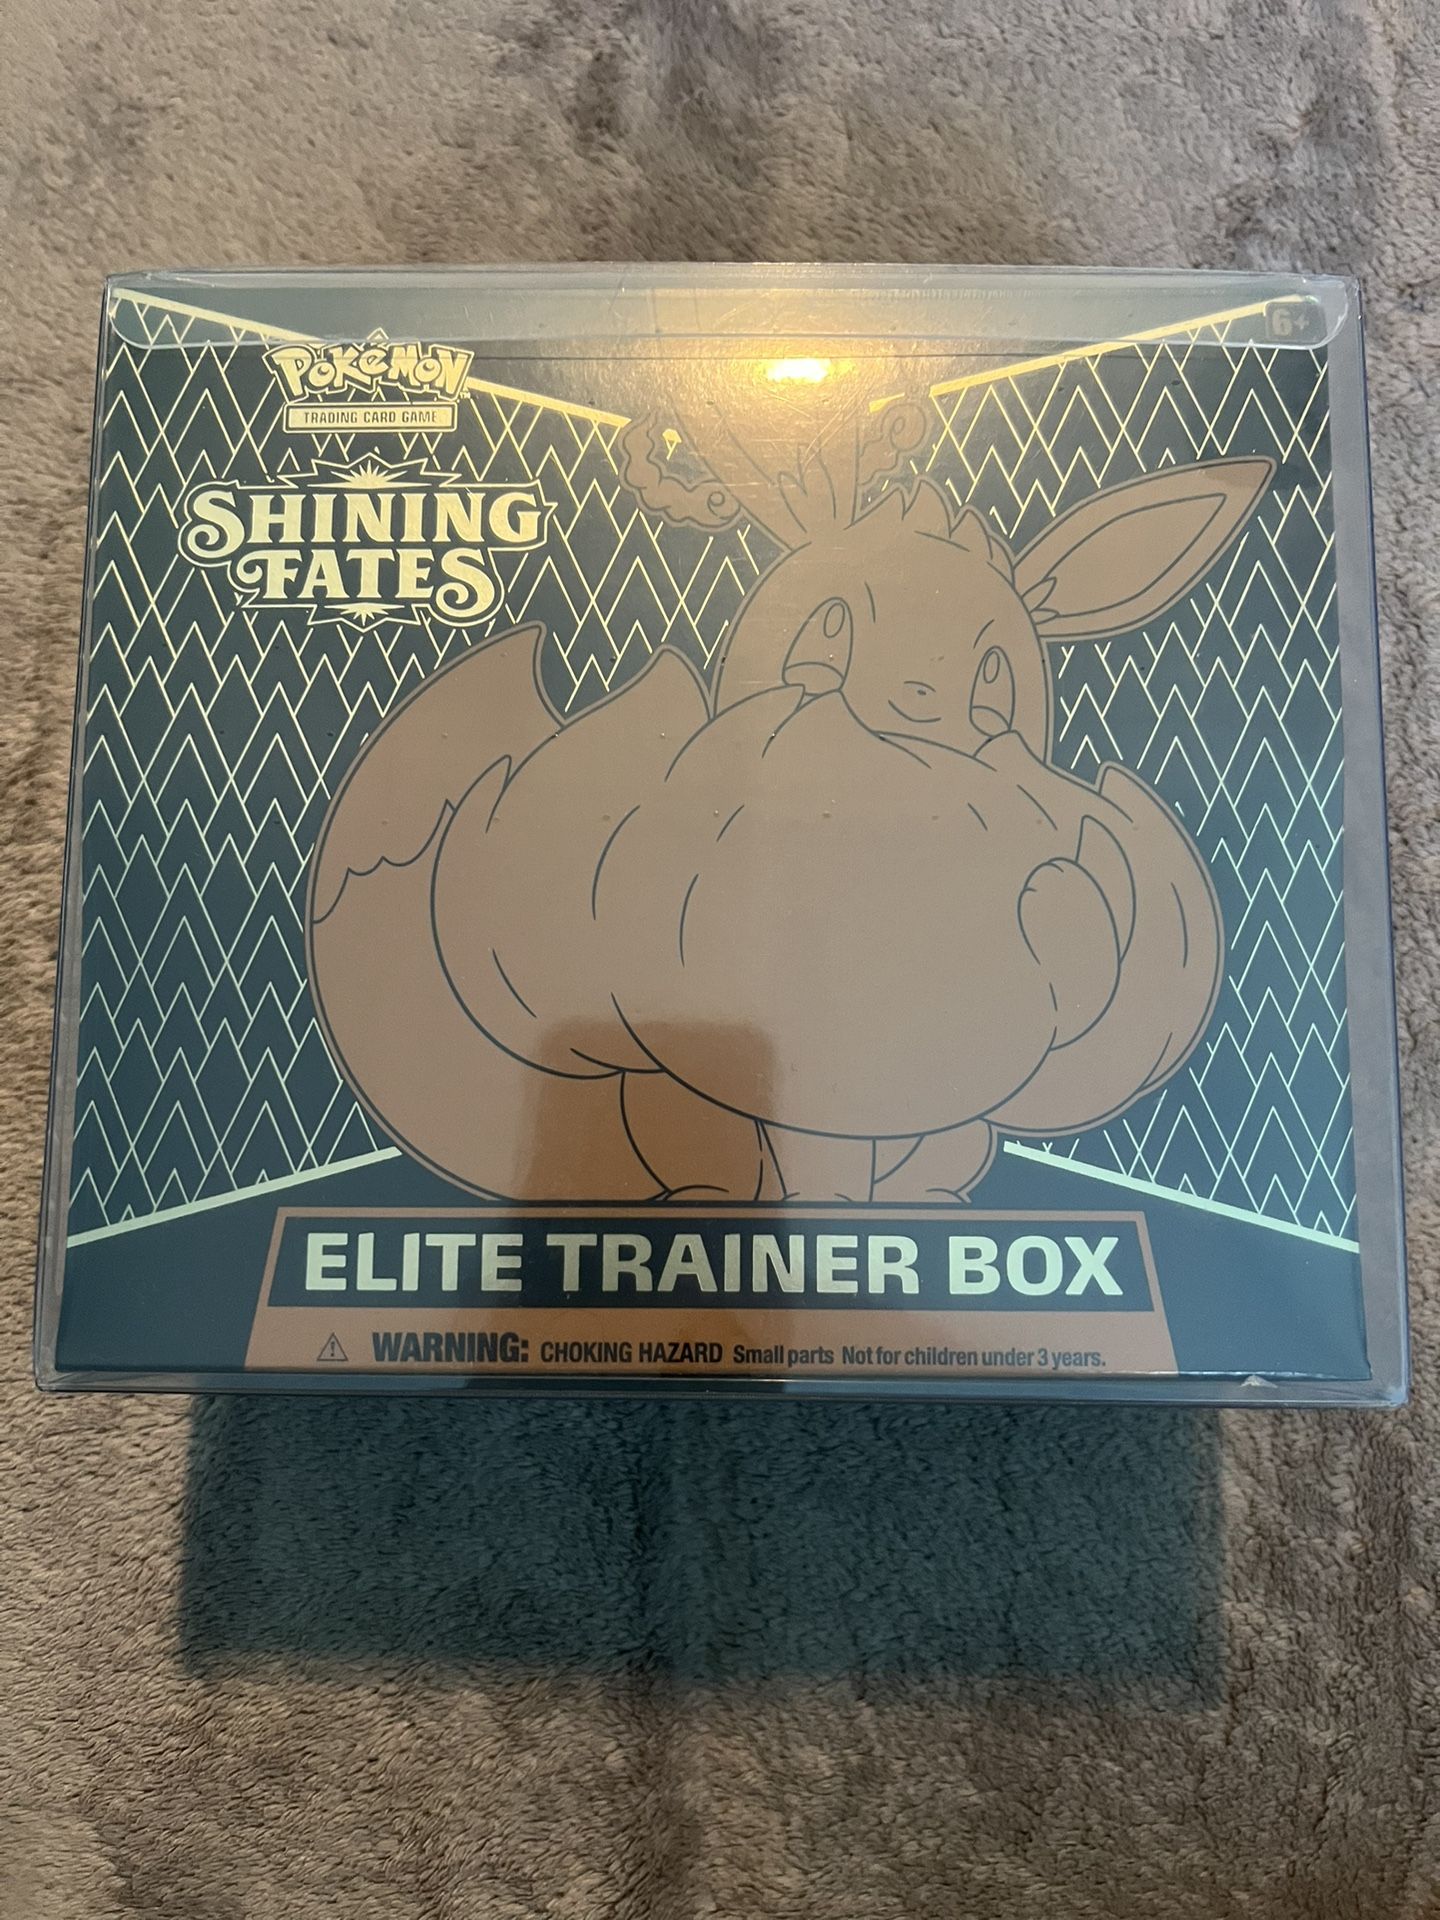 6+
POKéMON™
TRADING CARD GAME
SHINING
FATES
ELITE TRAINER BOX
⚠ WARNING: CHOKING HAZARD Small parts Not for children under 3 years.